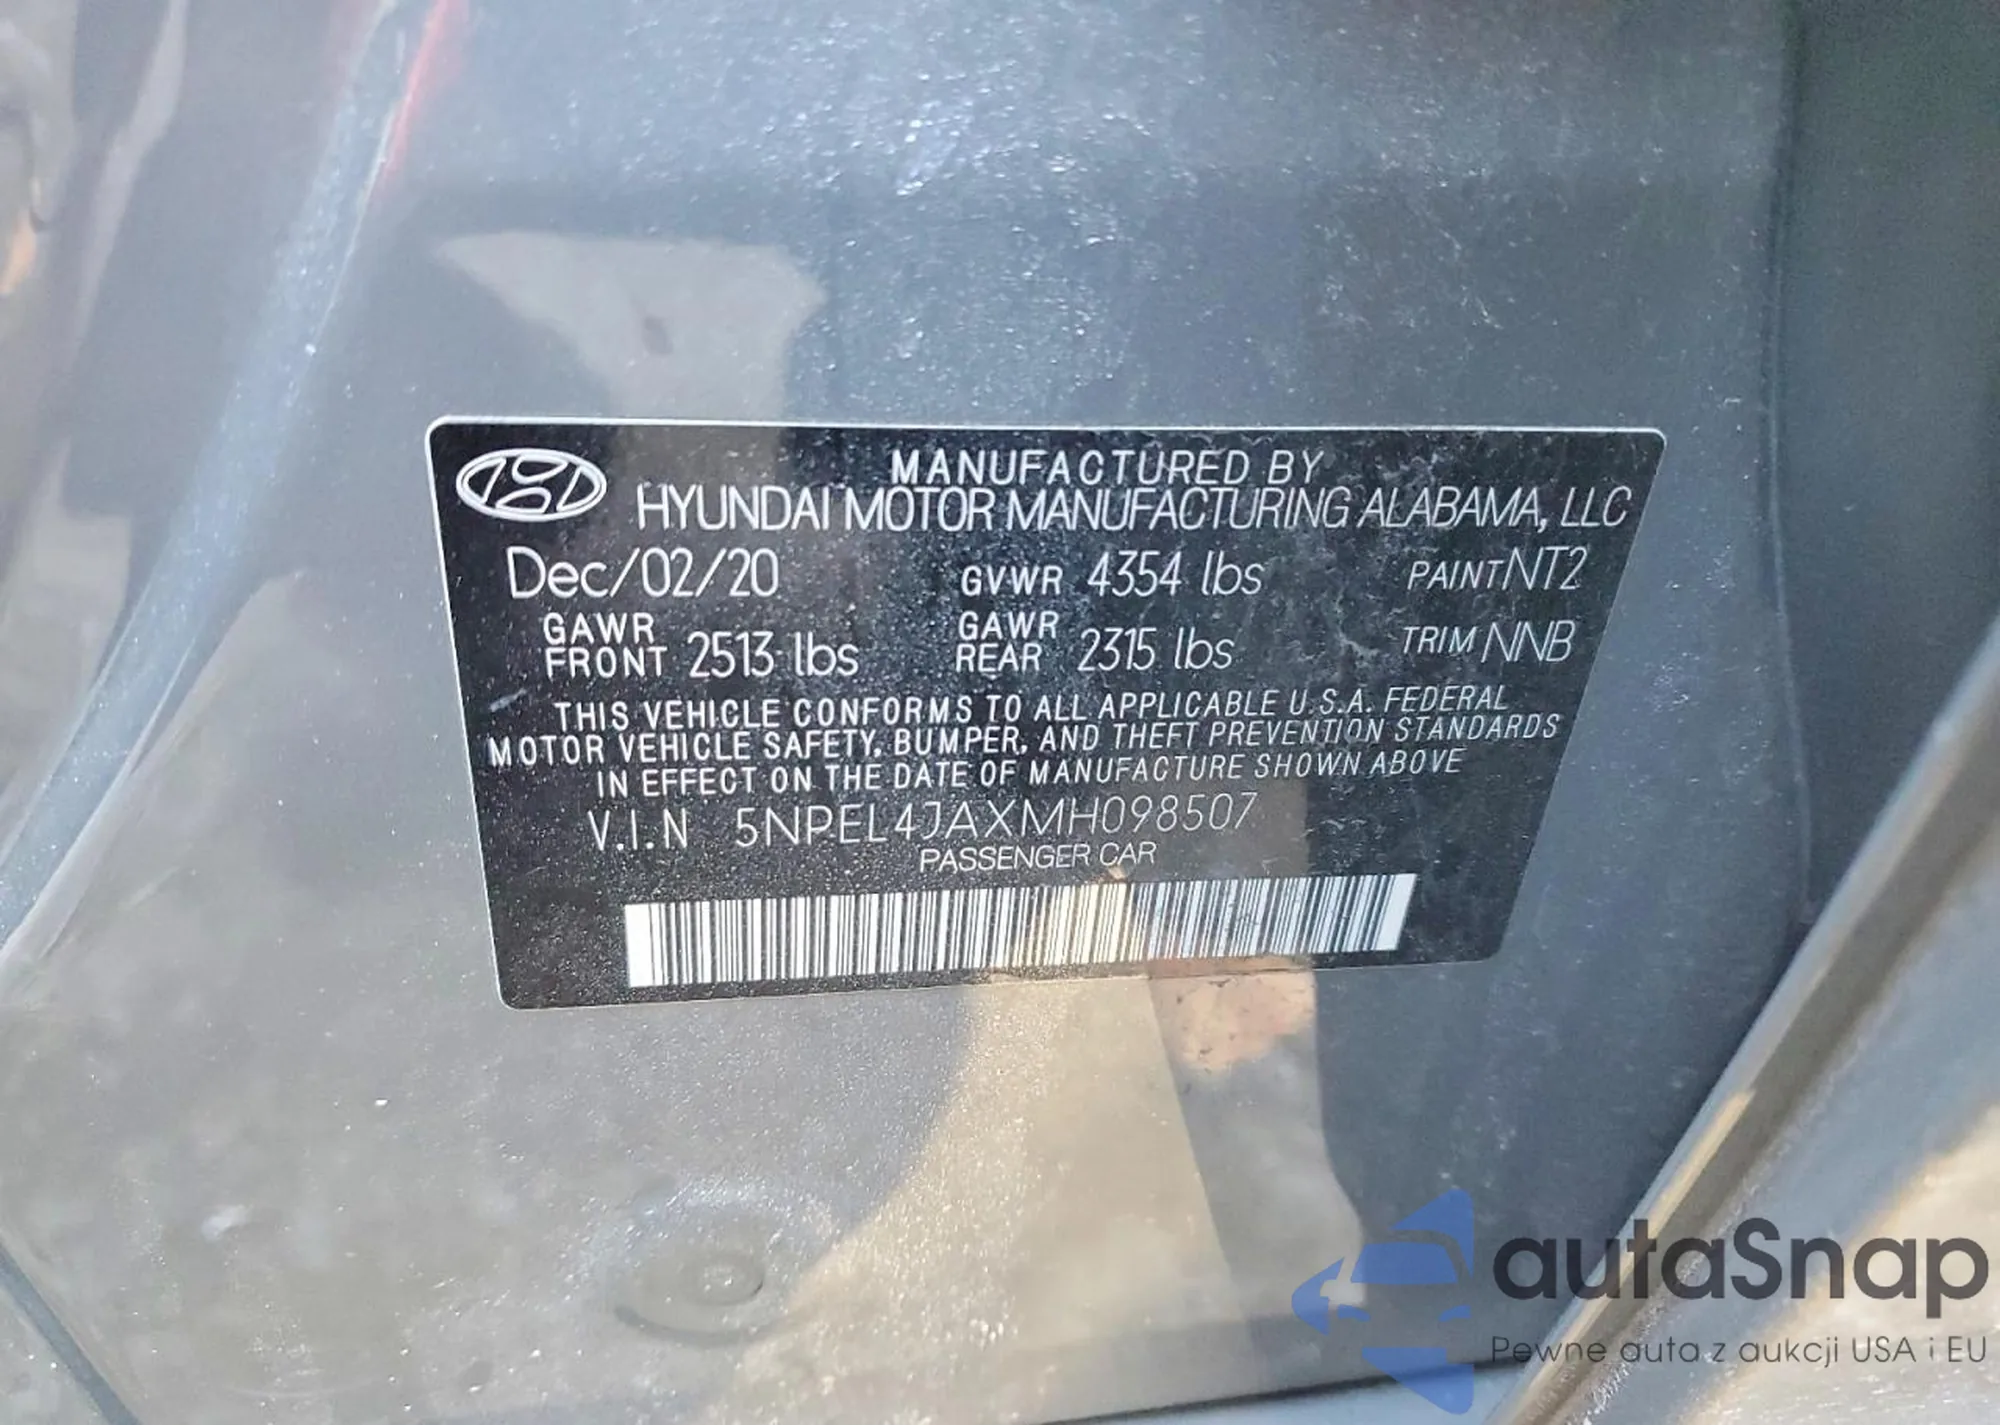 MANUFACTURED BY
HYUNDAI MOTOR MANUFACTURING ALABAMA, LLC
Dec/02/20 GVWR 4354 lbs PAINT NT2
GAWR FRONT 2513 lbs GAWR REAR 2315 lbs TRIM NNB
THIS VEHICLE CONFORMS TO ALL APPLICABLE U.S.A. FEDERAL
MOTOR VEHICLE SAFETY, BUMPER, AND THEFT PREVENTION STANDARDS
IN EFFECT ON THE DATE OF MANUFACTURE SHOWN ABOVE
V.I.N 5NPEL4JAXMH098507
PASSENGER CAR
autaSnap
Pewne auta z aukcji USA i EU